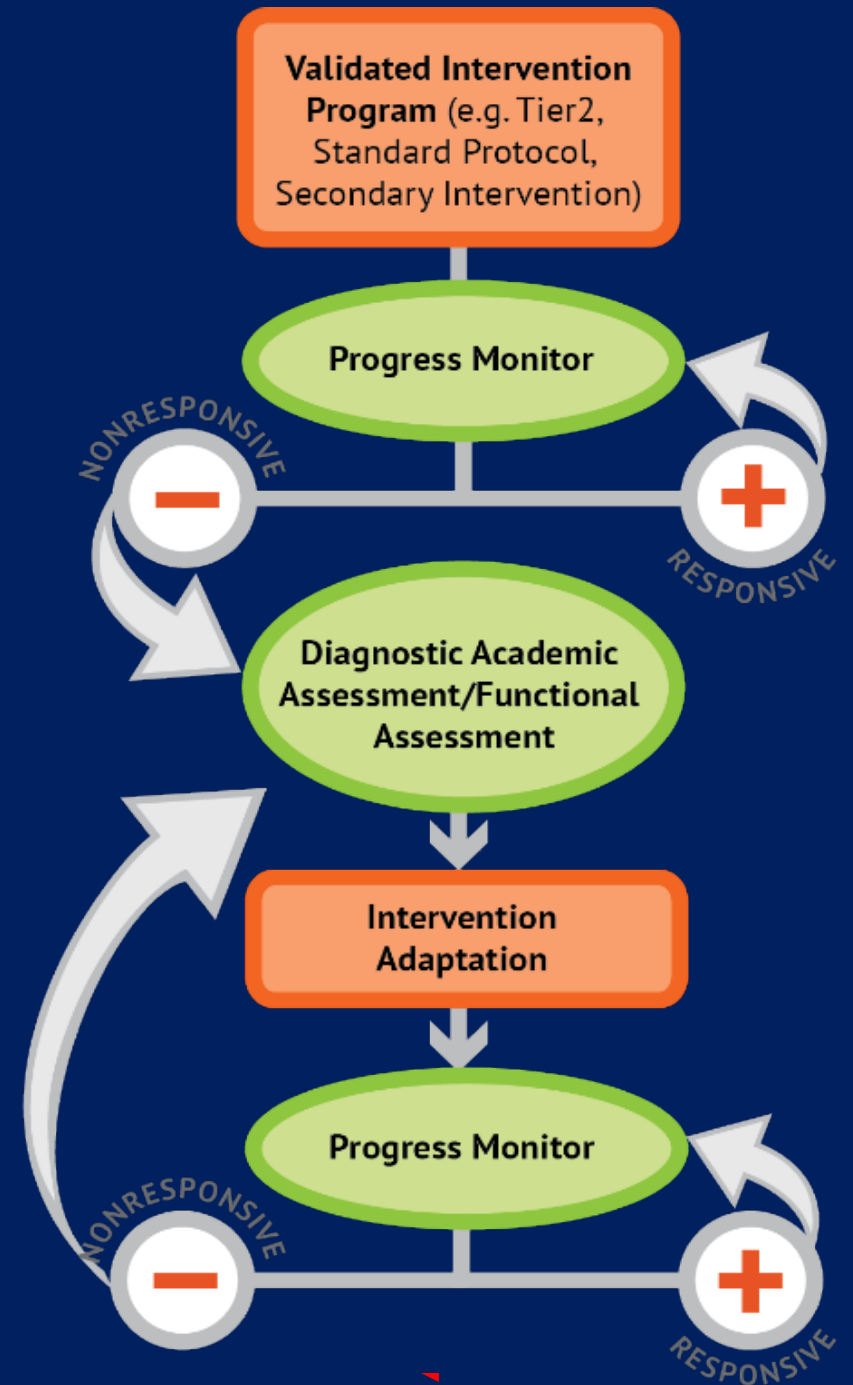 Validated Intervention
Program (e.g. Tier2,
Standard Protocol,
Secondary Intervention)
Progress Monitor
NONRESPONSIVE
RESPONSIVE
Diagnostic Academic
Assessment/Functional
Assessment
Intervention
Adaptation
Progress Monitor
NONRESPONSIVE
RESPONSIVE